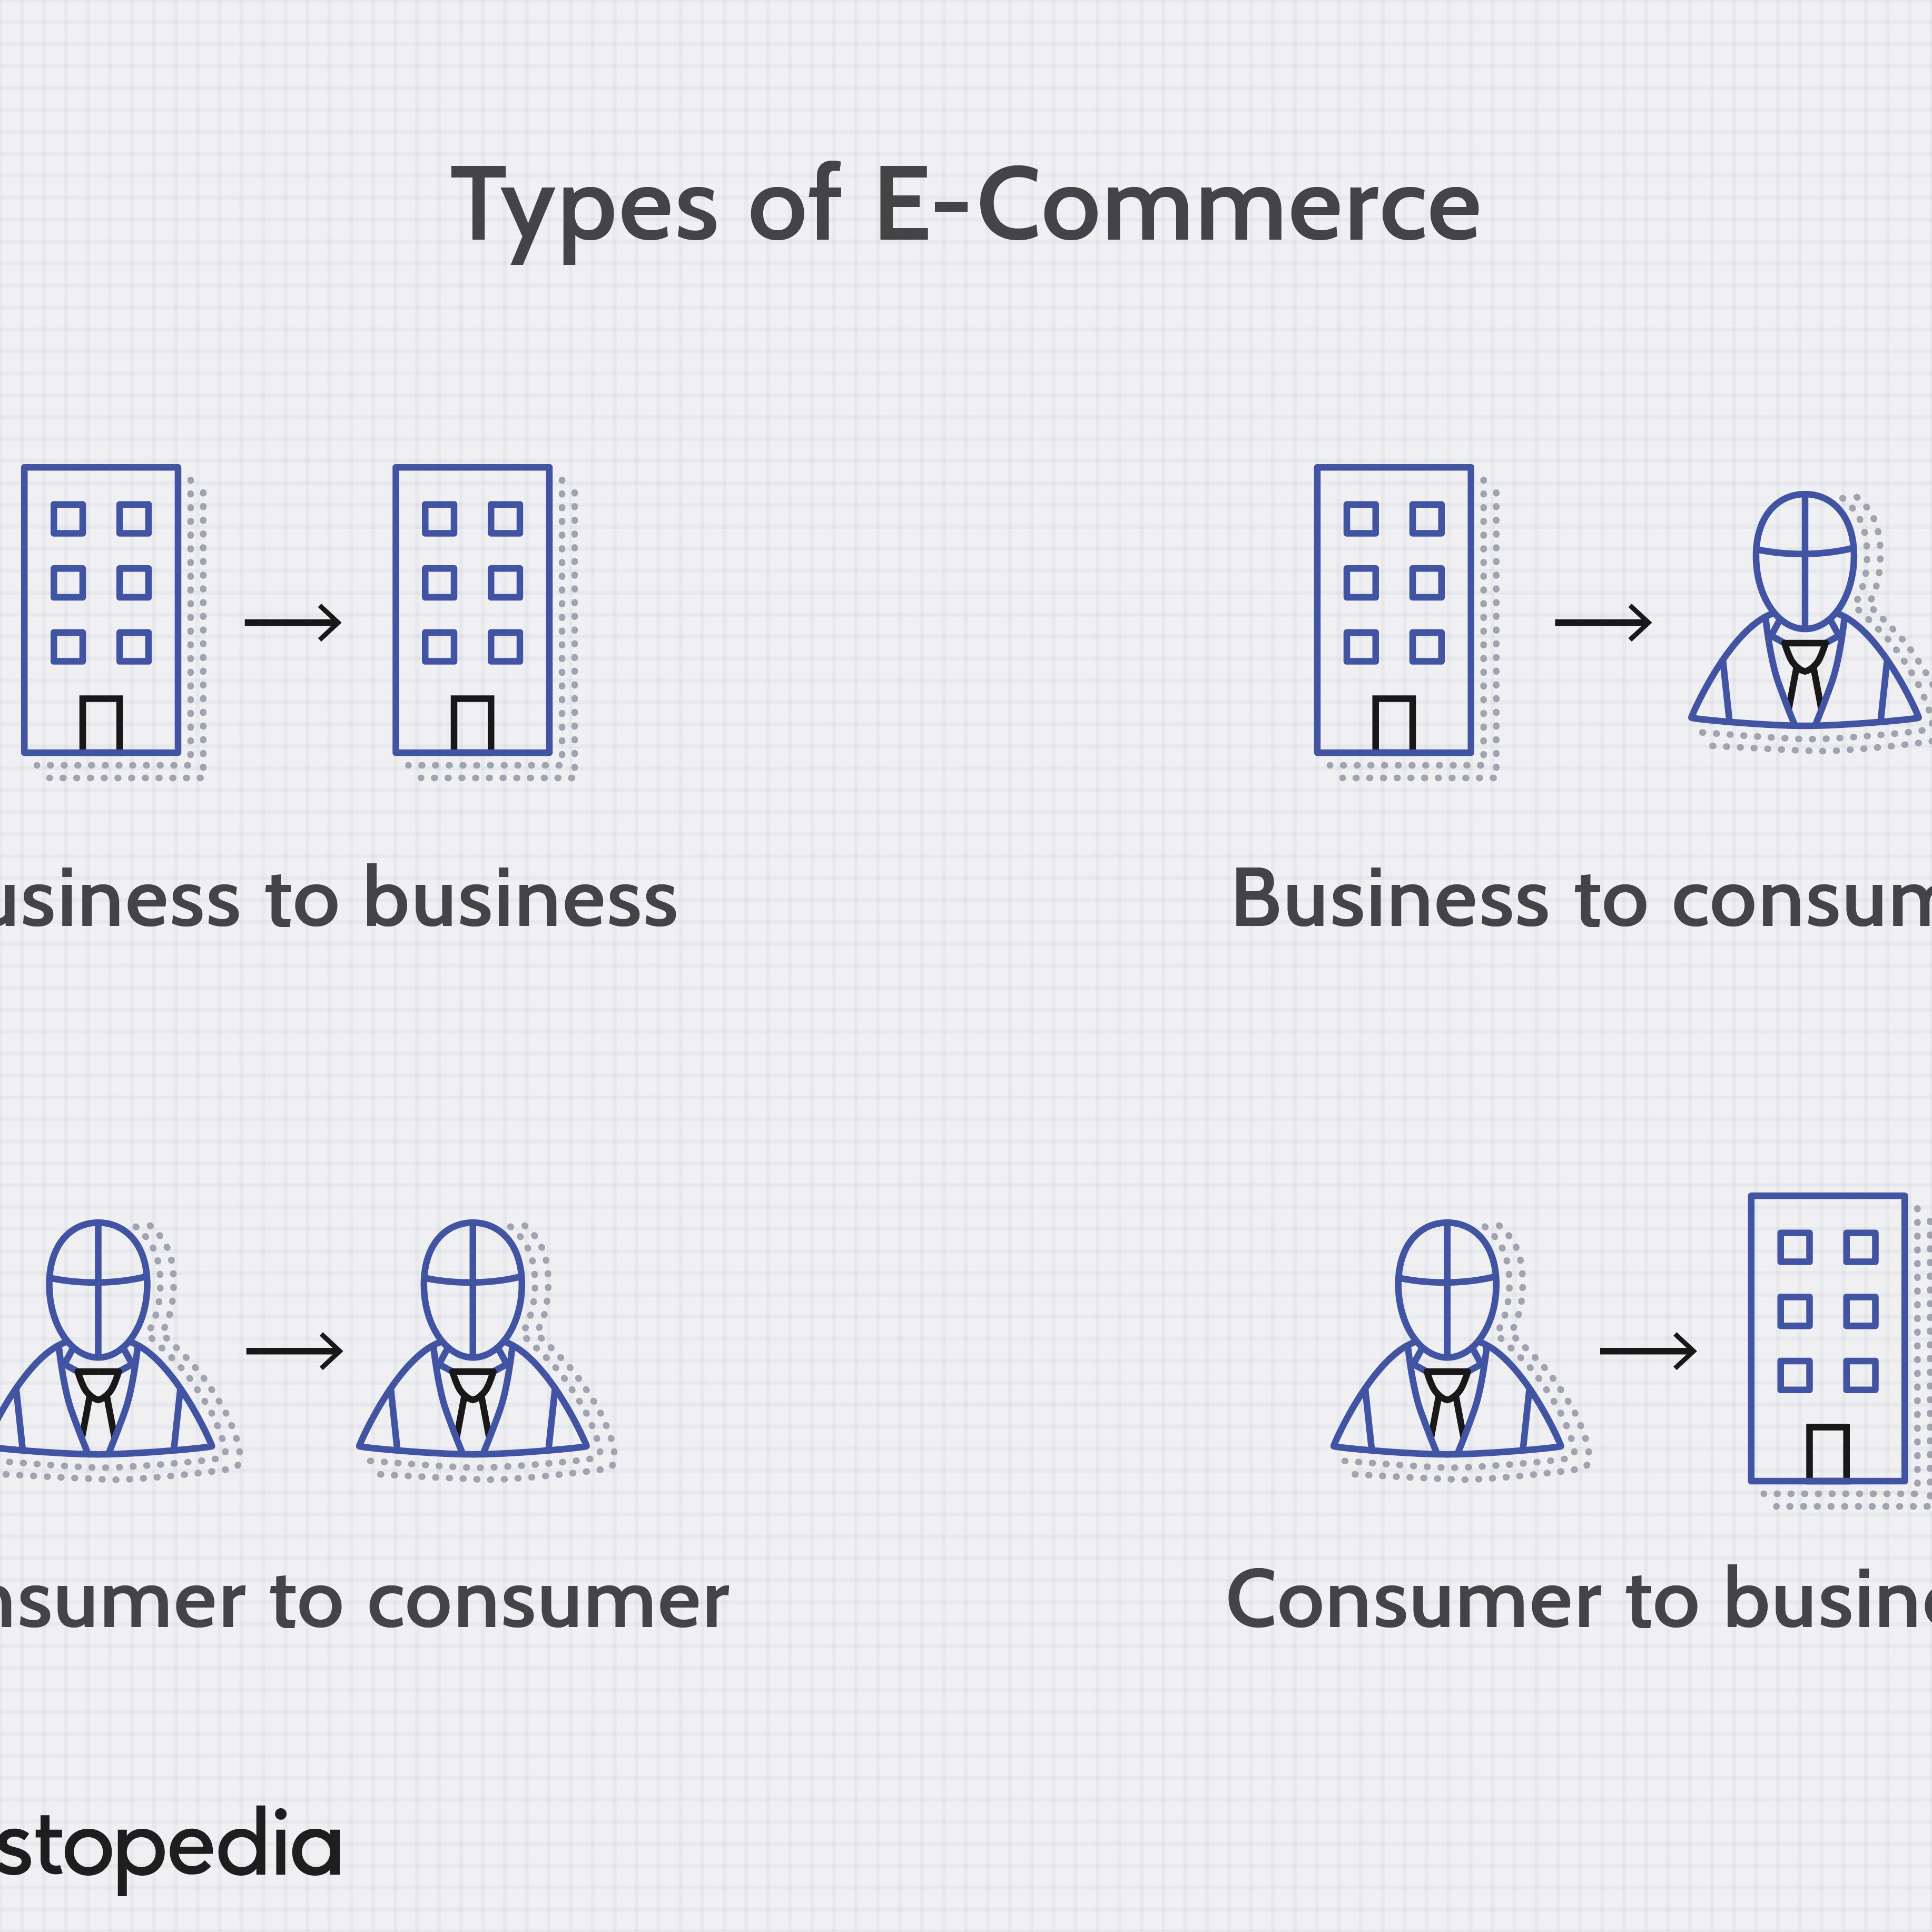 Types of E-Commerce
usiness to business
Business to consum
nsumer to consumer
Consumer to busin
stopedia